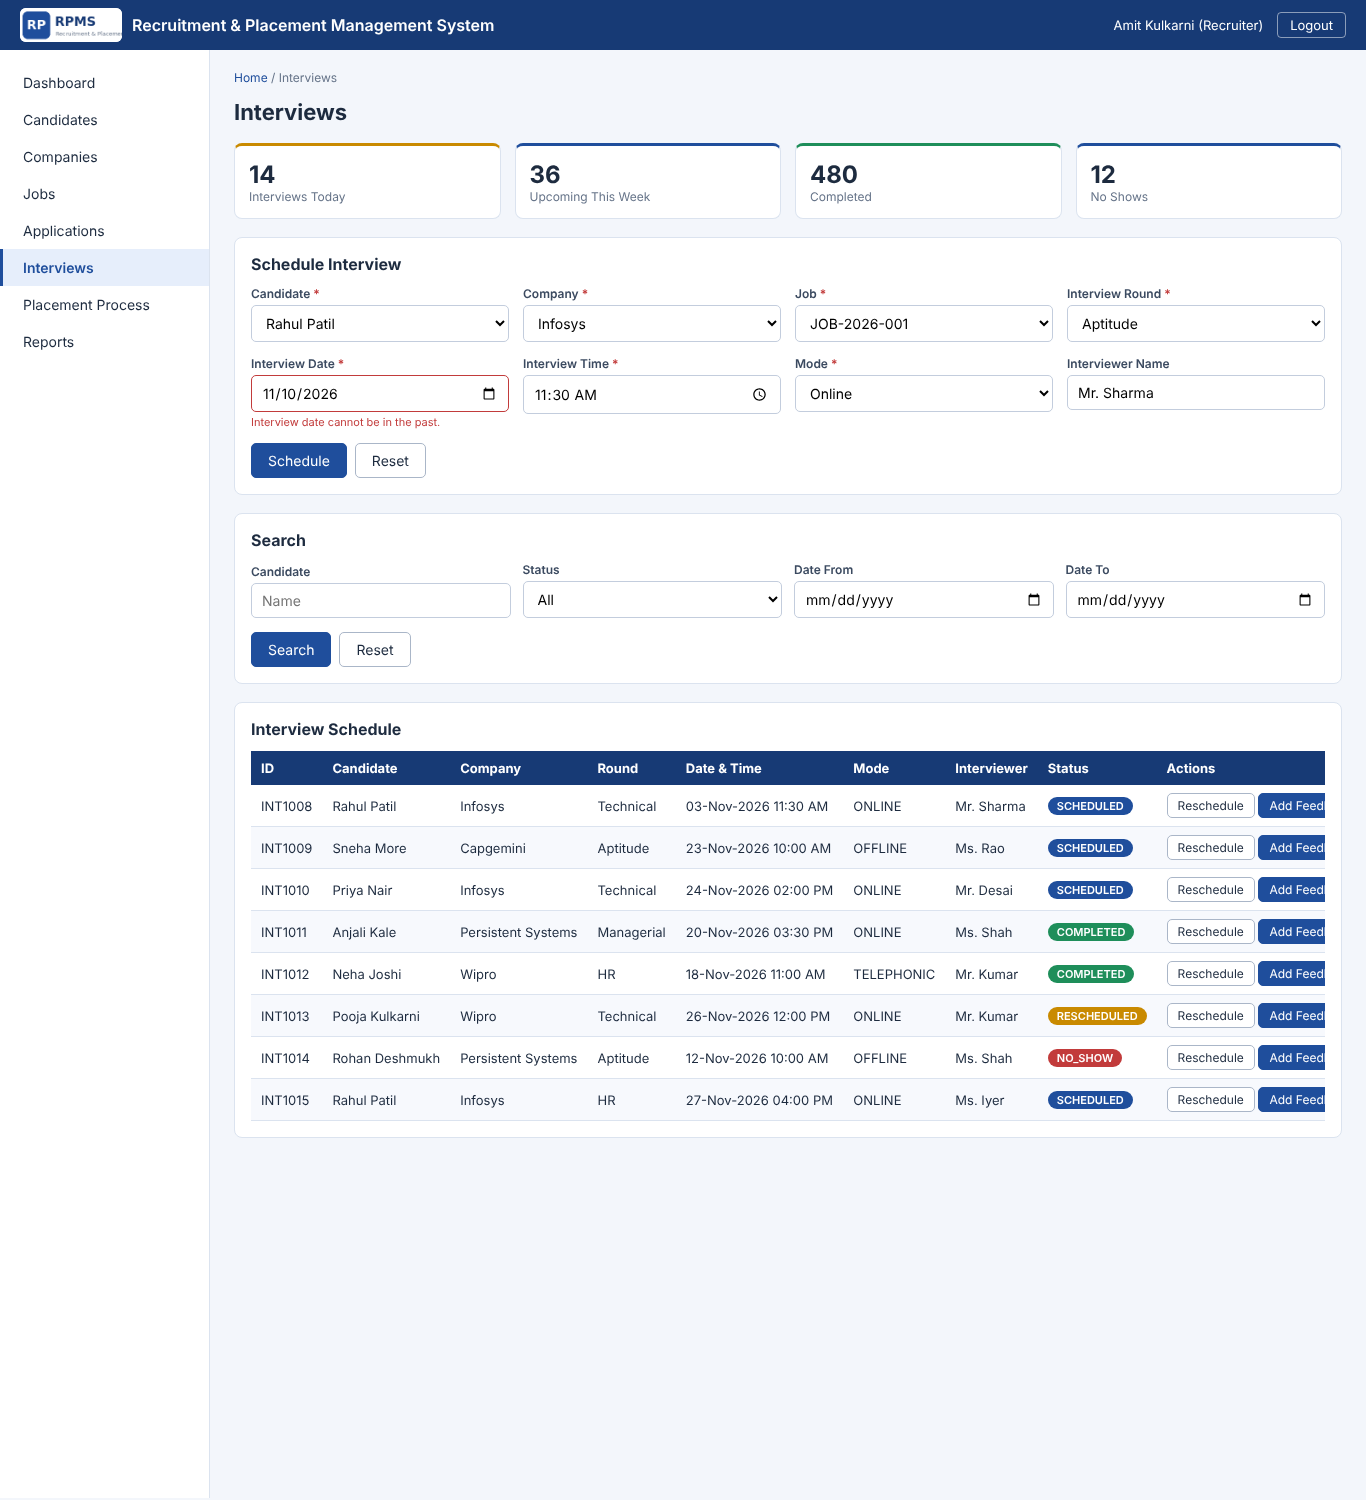 RP RPMS
Recruitment & Placemen
Recruitment & Placement Management System
Amit Kulkarni (Recruiter) Logout
Dashboard
Candidates
Companies
Jobs
Applications
Interviews
Placement Process
Reports
Home / Interviews
Interviews
14 36 480 12
Interviews Today Upcoming This Week Completed No Shows
Schedule Interview
Candidate * Company * Job * Interview Round *
Rahul Patil Infosys JOB-2026-001 Aptitude
Interview Date * Interview Time * Mode * Interviewer Name
11/10/2026 11:30 AM Online Mr. Sharma
Interview date cannot be in the past.
Schedule Reset
Search
Candidate Status Date From Date To
Name All mm/dd/yyyy mm/dd/yyyy
Search Reset
Interview Schedule
ID Candidate Company Round Date & Time Mode Interviewer Status Actions
INT1008 Rahul Patil Infosys Technical 03-Nov-2026 11:30 AM ONLINE Mr. Sharma SCHEDULED Reschedule Add Feed
INT1009 Sneha More Capgemini Aptitude 23-Nov-2026 10:00 AM OFFLINE Ms. Rao SCHEDULED Reschedule Add Feed
INT1010 Priya Nair Infosys Technical 24-Nov-2026 02:00 PM ONLINE Mr. Desai SCHEDULED Reschedule Add Feed
INT1011 Anjali Kale Persistent Systems Managerial 20-Nov-2026 03:30 PM ONLINE Ms. Shah COMPLETED Reschedule Add Feed
INT1012 Neha Joshi Wipro HR 18-Nov-2026 11:00 AM TELEPHONIC Mr. Kumar COMPLETED Reschedule Add Feed
INT1013 Pooja Kulkarni Wipro Technical 26-Nov-2026 12:00 PM ONLINE Mr. Kumar RESCHEDULED Reschedule Add Feed
INT1014 Rohan Deshmukh Persistent Systems Aptitude 12-Nov-2026 10:00 AM OFFLINE Ms. Shah NO_SHOW Reschedule Add Feed
INT1015 Rahul Patil Infosys HR 27-Nov-2026 04:00 PM ONLINE Ms. Iyer SCHEDULED Reschedule Add Feed